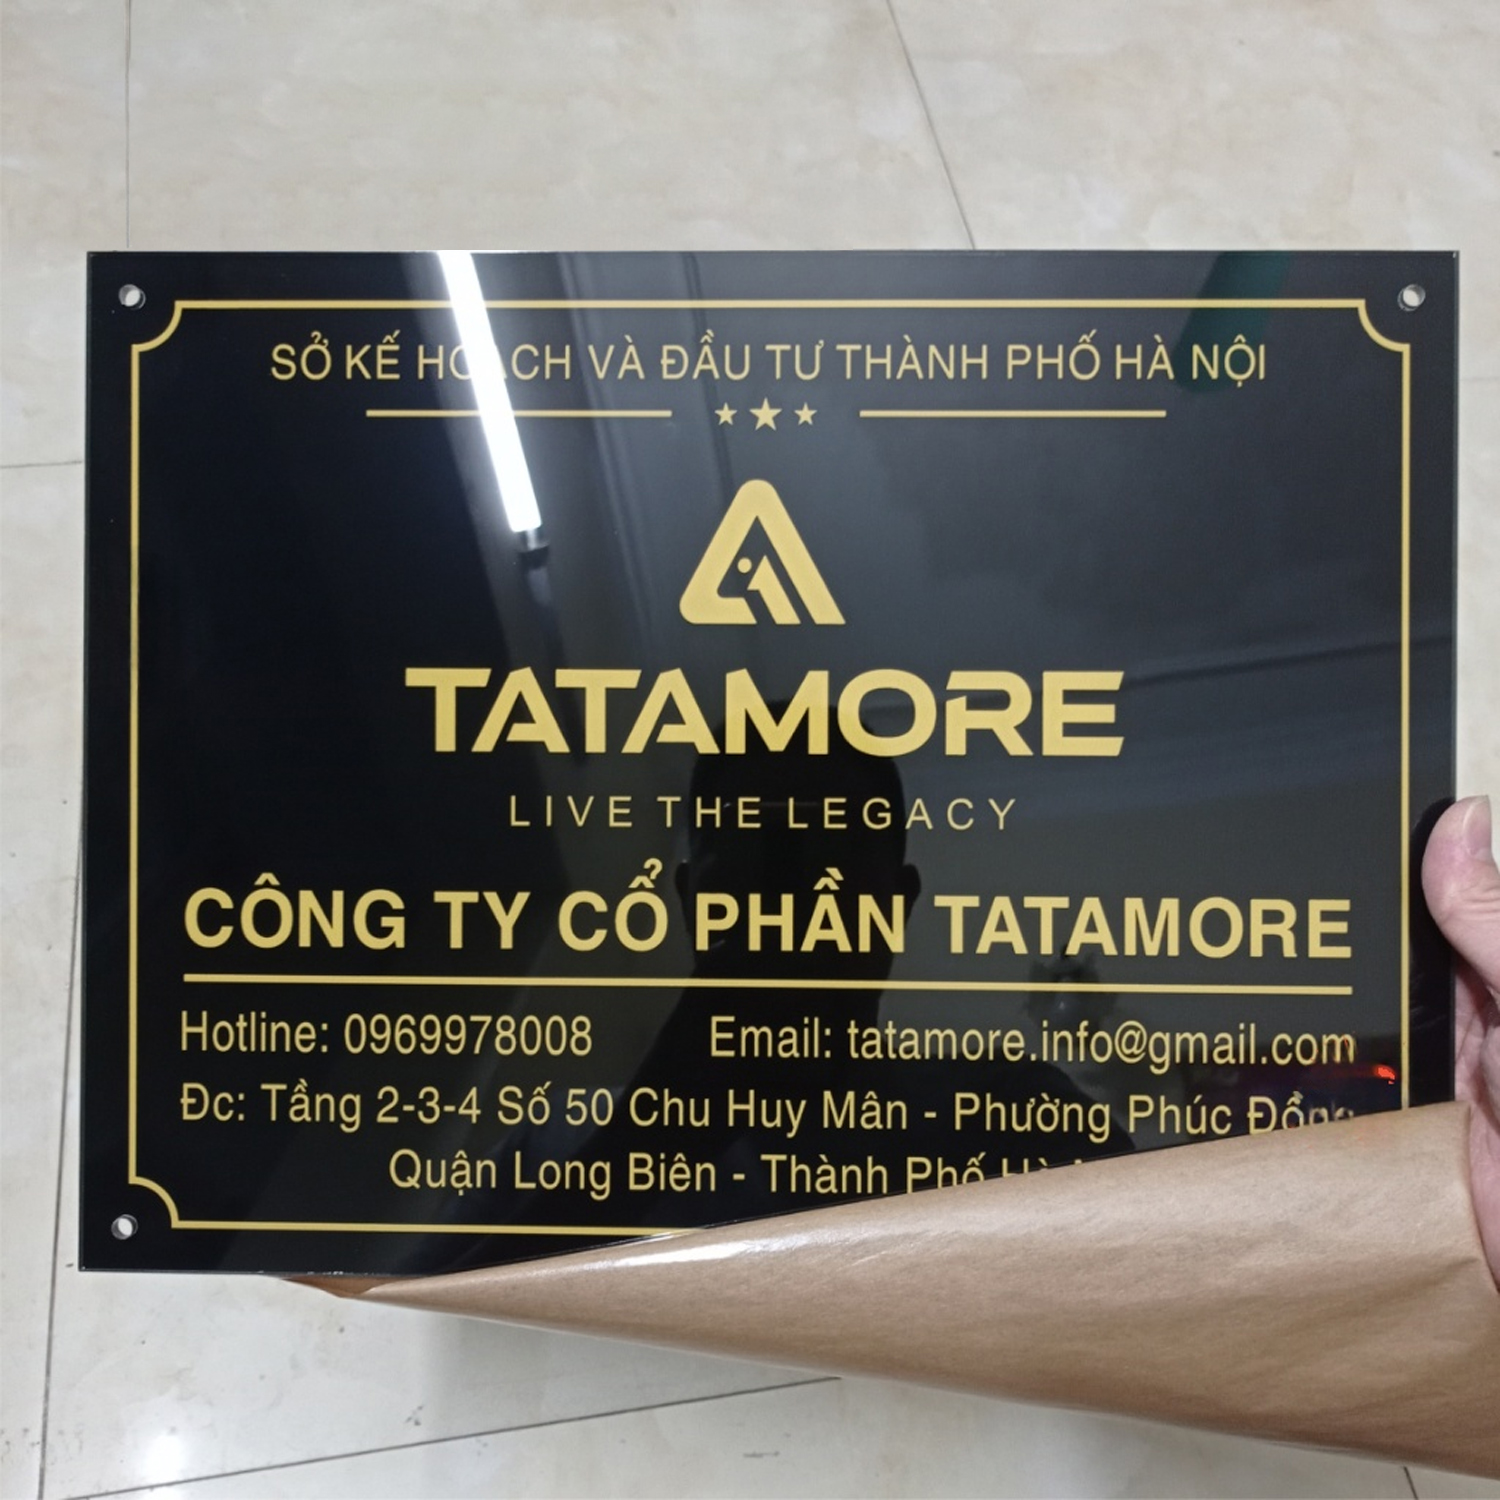 SỞ KẾ HOẠCH VÀ ĐẦU TƯ THÀNH PHỐ HÀ NỘI
TATAMORE
LIVE THE LEGACY
CÔNG TY CỔ PHẦN TATAMORE
Hotline: 0969978008 Email: tatamore.info@gmail.com
Đc: Tầng 2-3-4 Số 50 Chu Huy Mân - Phường Phúc Đồng
Quận Long Biên - Thành Phố Hà